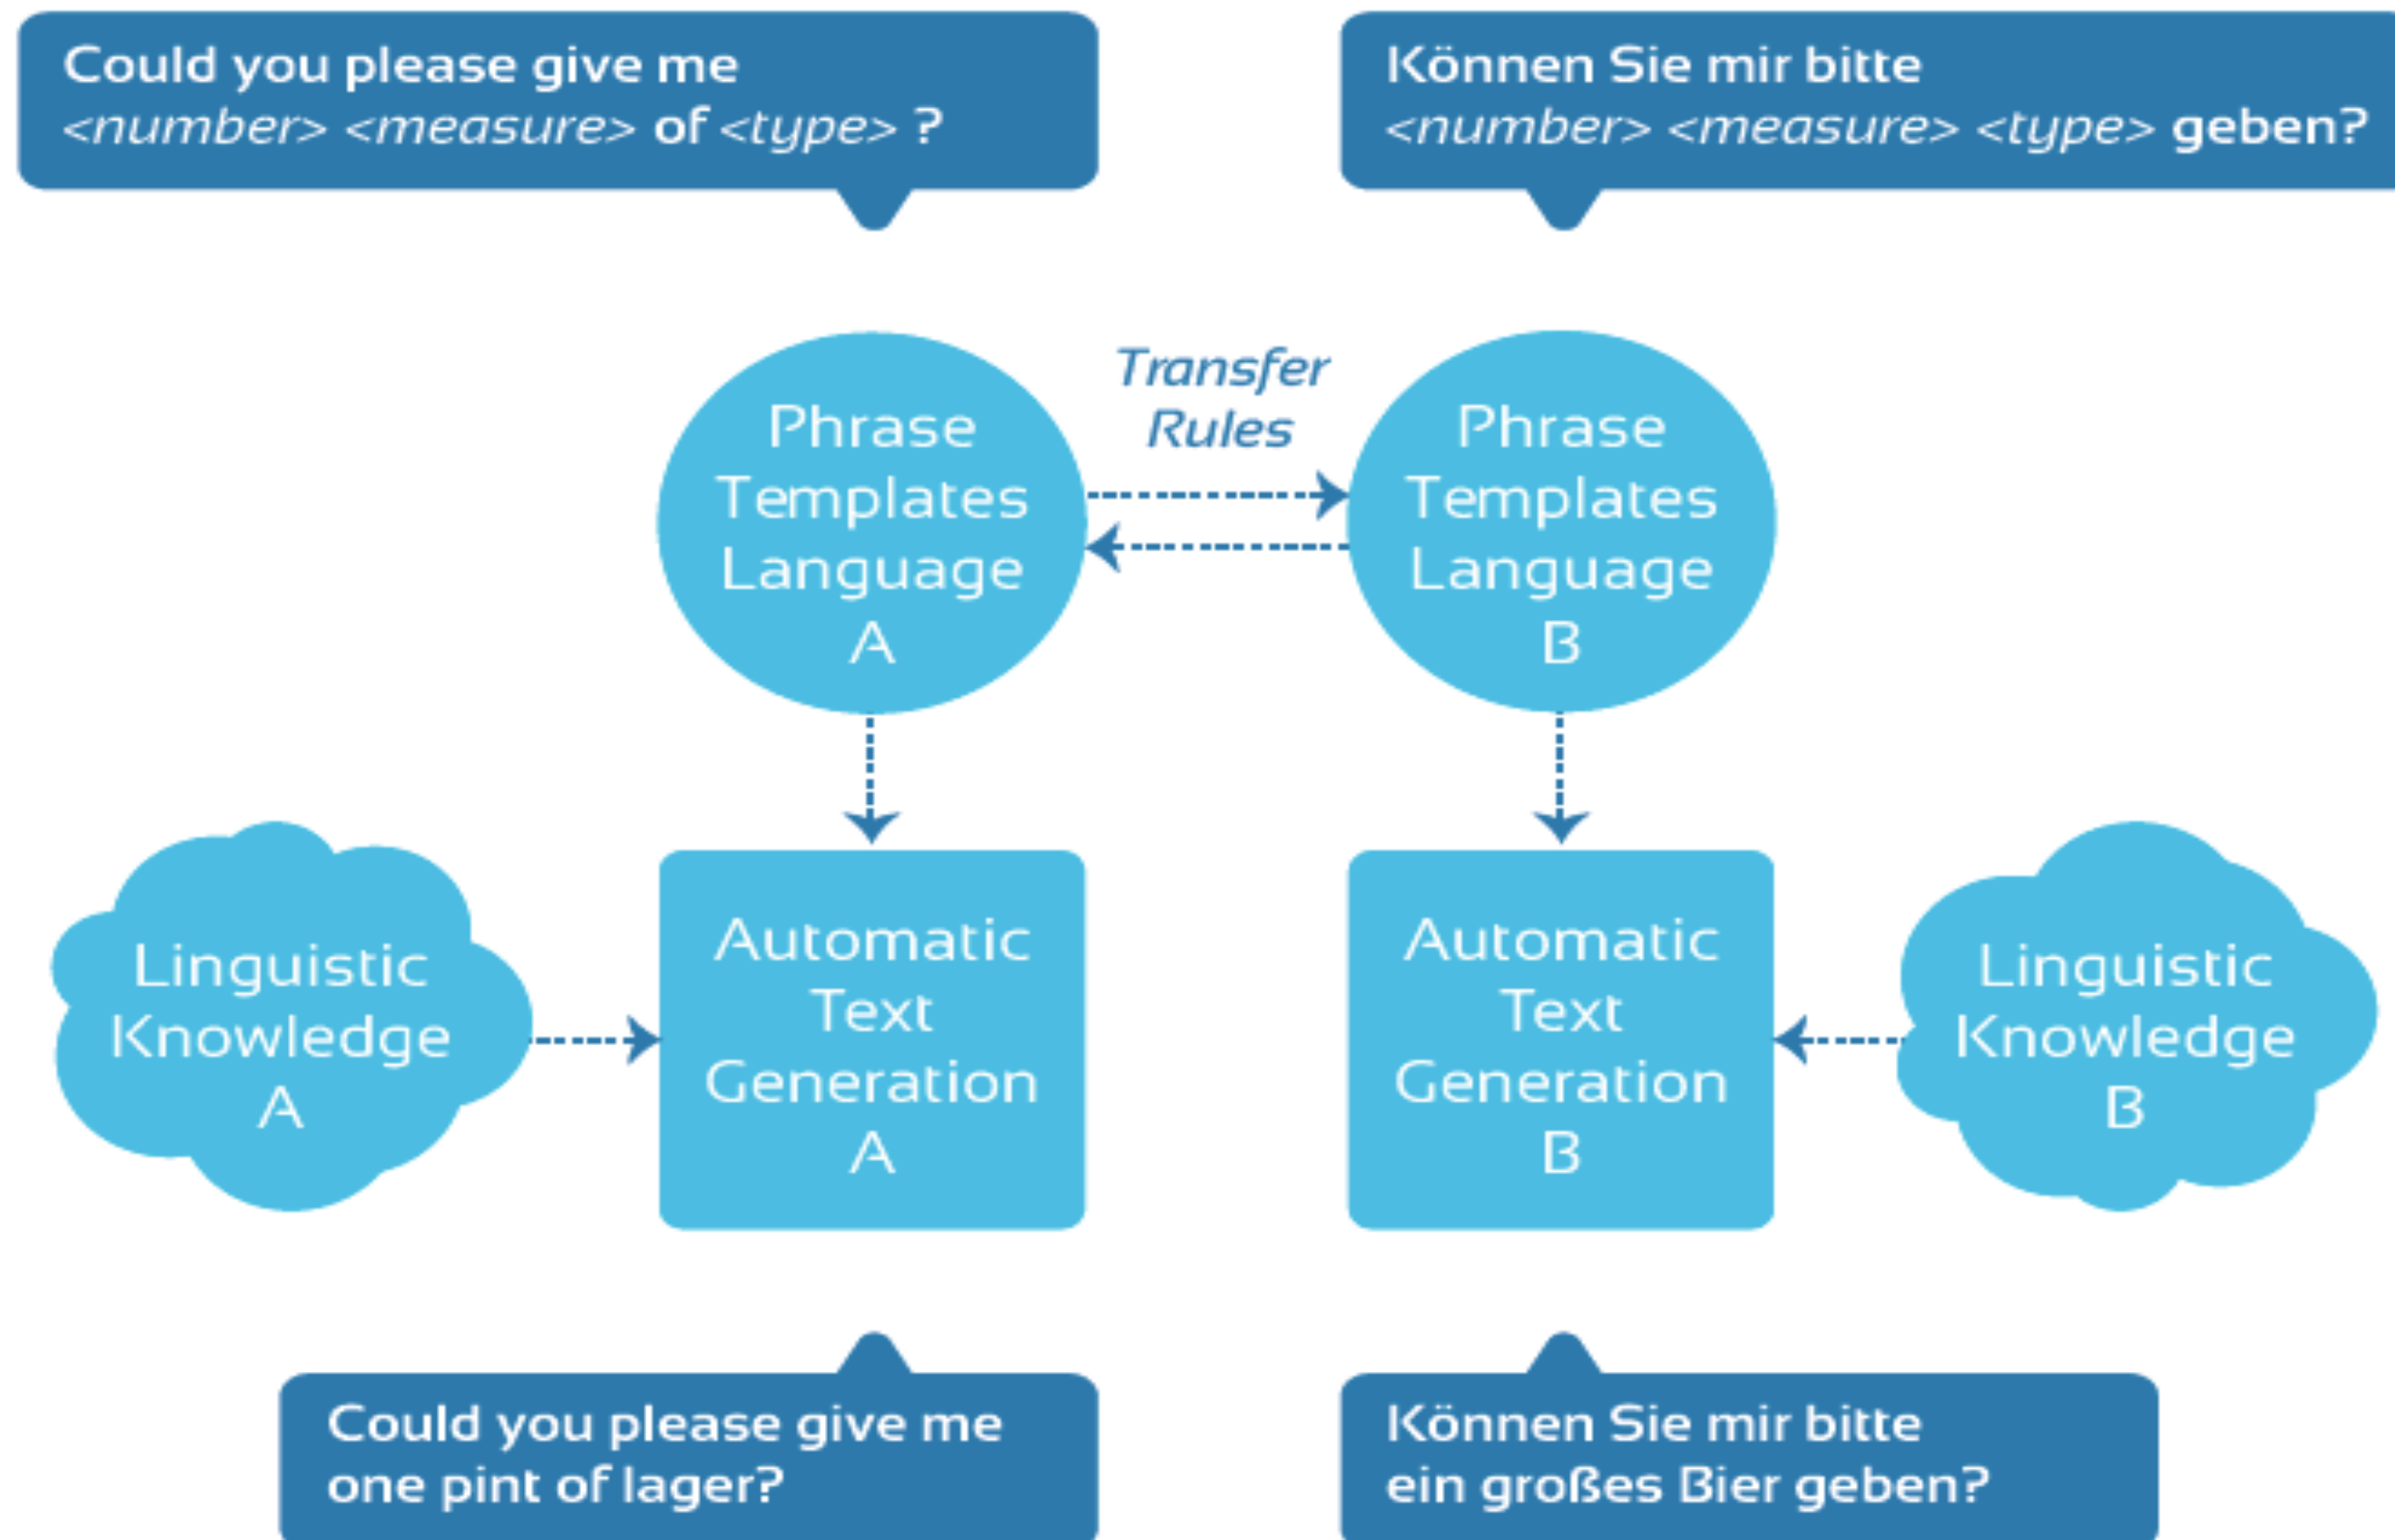 Could you please give me
<number> <measure> of <type> ?
Können Sie mir bitte
<number> <measure> <type> geben?
Transfer
Rules
Phrase
Templates
Language
A
Phrase
Templates
Language
B
Linguistic
Knowledge
A
Automatic
Text
Generation
A
Automatic
Text
Generation
B
Linguistic
Knowledge
B
Could you please give me
one pint of lager?
Können Sie mir bitte
ein großes Bier geben?